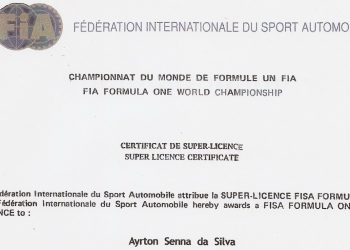 FIA FÉDÉRATION INTERNATIONALE DU SPORT AUTOMO
CHAMPIONNAT DU MONDE DE FORMULE UN FIA
FIA FORMULA ONE WORLD CHAMPIONSHIP
CERTIFICAT DE SUPER-LICENCE
SUPER LICENCE CERTIFICATE
dération Internationale du Sport Automobile attribue la SUPER-LICENCE FISA FORMU
Fédération Internationale du Sport Automobile hereby awards a FISA FORMULA ON
NCE to :
Ayrton Senna da Silva